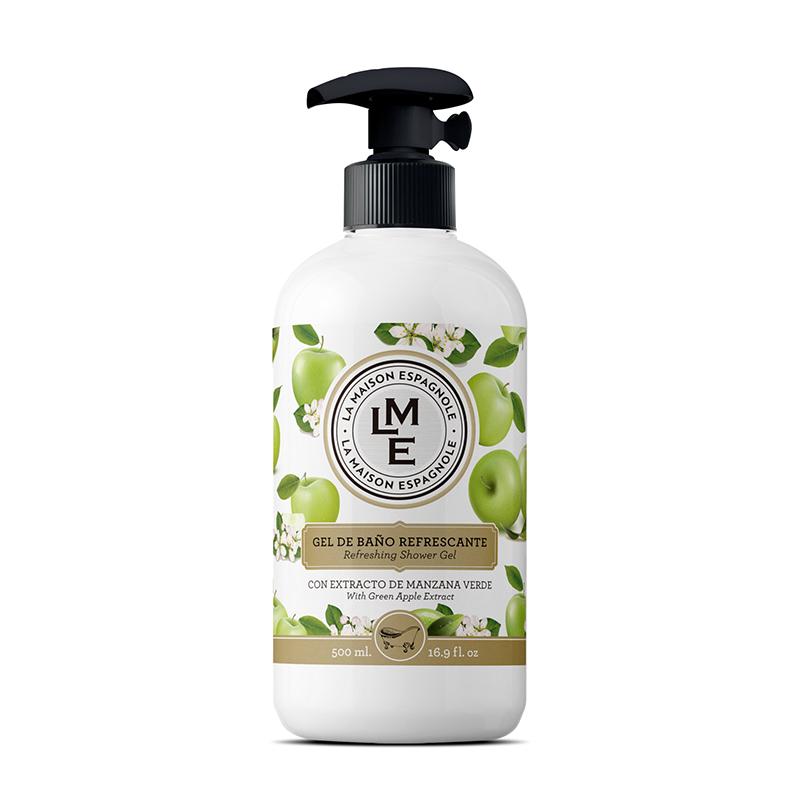 · LA MAISON ESPAGNOLE ·
LME
LA MAISON ESPAGNOLE
GEL DE BAÑO REFRESCANTE
Refreshing Shower Gel
CON EXTRACTO DE MANZANA VERDE
With Green Apple Extract
500 ml. 16.9 fl. oz